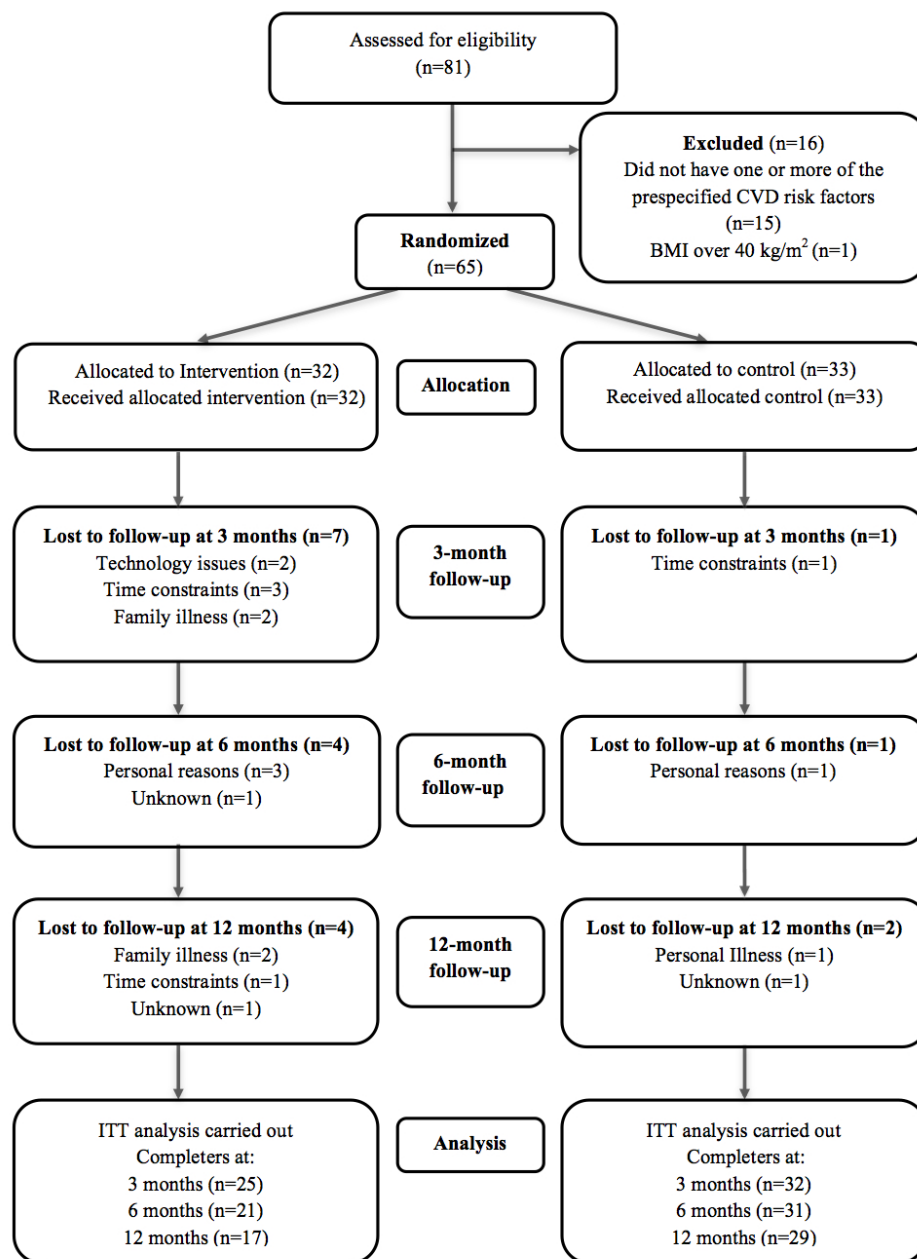 Assessed for eligibility
(n=81)
Excluded (n=16)
Did not have one or more of the
prespecified CVD risk factors
(n=15)
BMI over 40 kg/m² (n=1)
Randomized
(n=65)
Allocated to Intervention (n=32)
Received allocated intervention (n=32)
Allocation
Allocated to control (n=33)
Received allocated control (n=33)
Lost to follow-up at 3 months (n=7)
Technology issues (n=2)
Time constraints (n=3)
Family illness (n=2)
3-month
follow-up
Lost to follow-up at 3 months (n=1)
Time constraints (n=1)
Lost to follow-up at 6 months (n=4)
Personal reasons (n=3)
Unknown (n=1)
6-month
follow-up
Lost to follow-up at 6 months (n=1)
Personal reasons (n=1)
Lost to follow-up at 12 months (n=4)
Family illness (n=2)
Time constraints (n=1)
Unknown (n=1)
12-month
follow-up
Lost to follow-up at 12 months (n=2)
Personal Illness (n=1)
Unknown (n=1)
ITT analysis carried out
Completers at:
3 months (n=25)
6 months (n=21)
12 months (n=17)
Analysis
ITT analysis carried out
Completers at:
3 months (n=32)
6 months (n=31)
12 months (n=29)